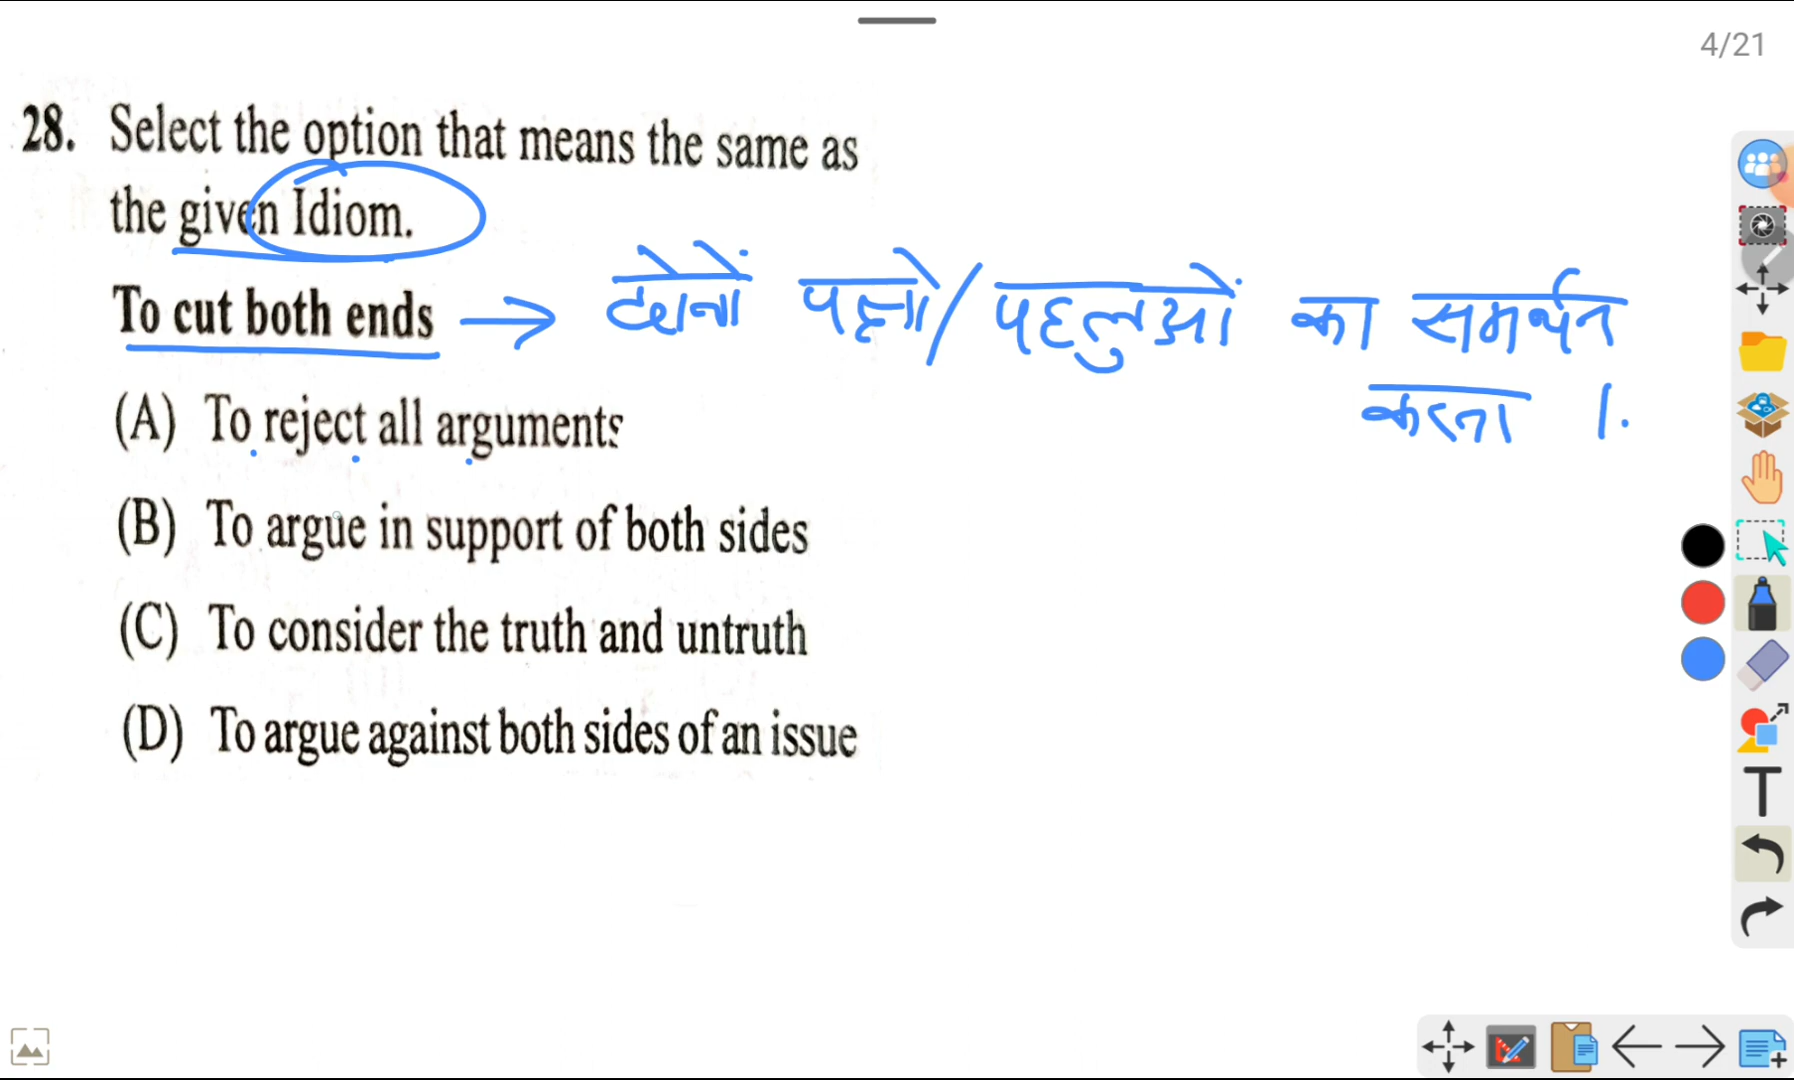 4/21
28. Select the option that means the same as
the given Idiom.
To cut both ends → दोनों पक्षों/पहलुओं का समर्थन
करना ।.
(A) To reject all arguments
(B) To argue in support of both sides
(C) To consider the truth and untruth
(D) To argue against both sides of an issue
T